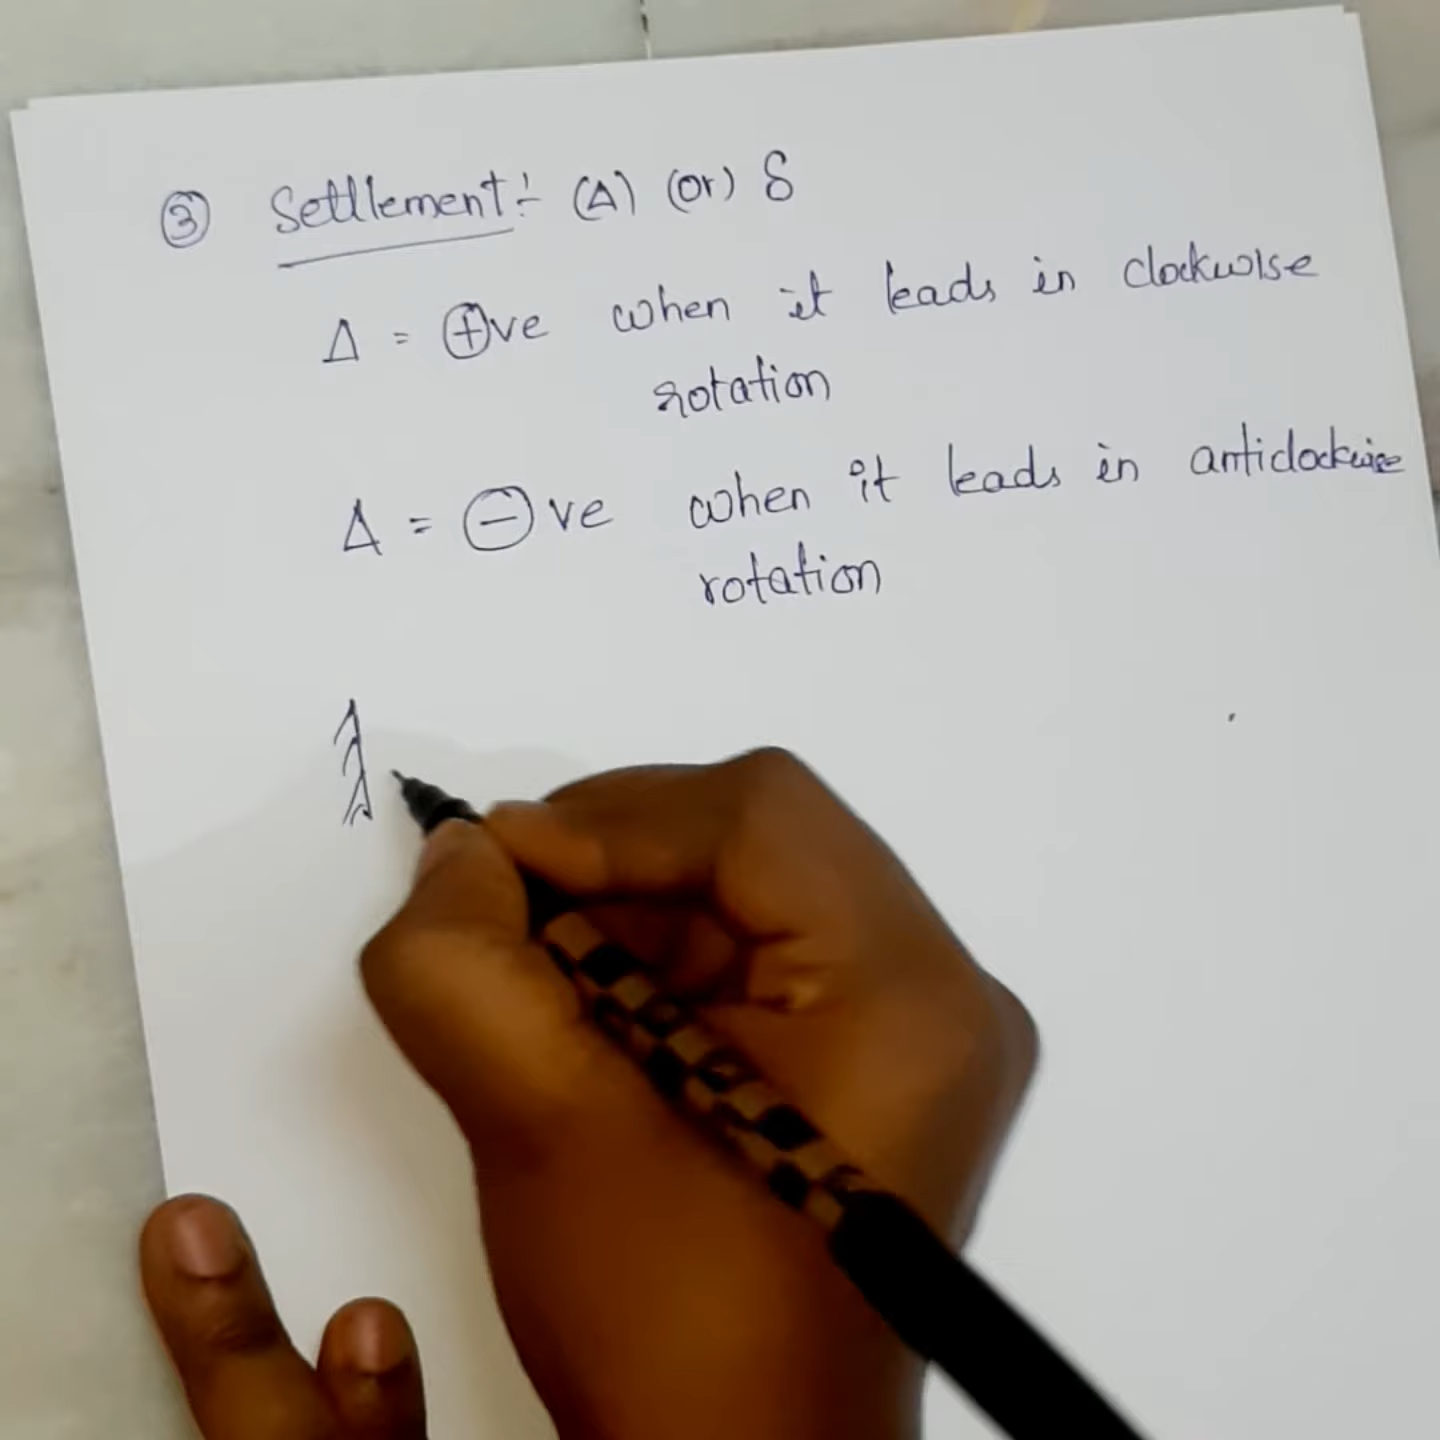 ③ Settlement:- (Δ) (or) δ
Δ = ⊕ve when it leads in clockwise
rotation
Δ = ⊖ve when it leads in anticlockwise
rotation